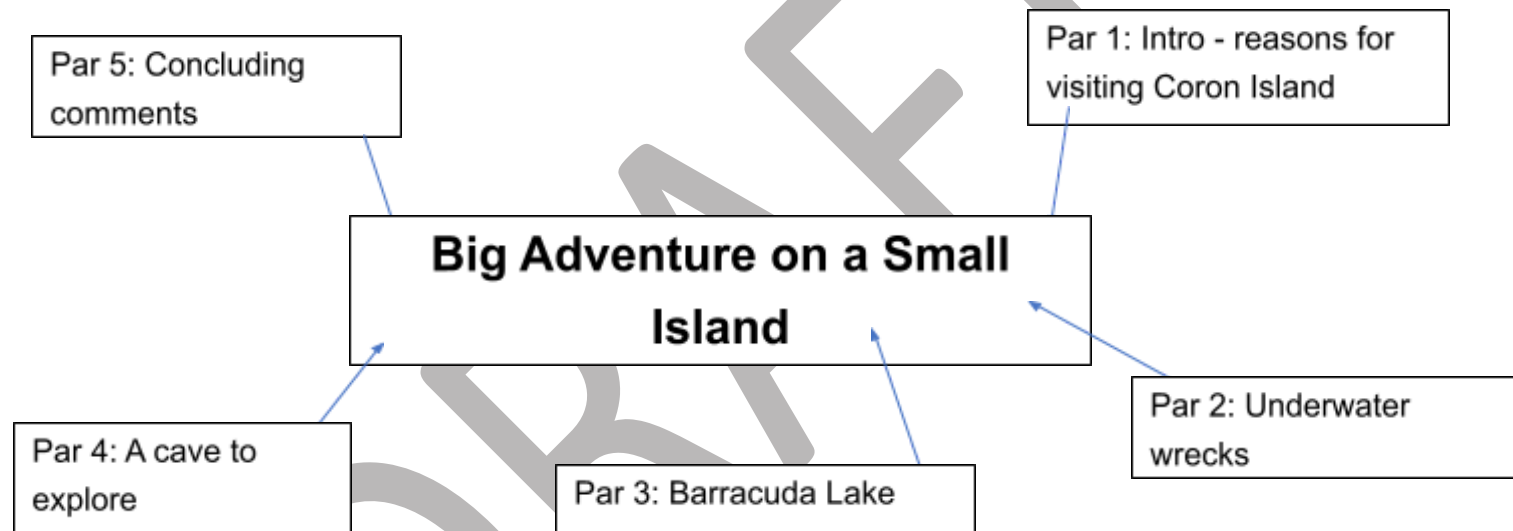 Par 5: Concluding
comments
Par 1: Intro - reasons for
visiting Coron Island
Big Adventure on a Small
Island
Par 4: A cave to
explore
Par 3: Barracuda Lake
Par 2: Underwater
wrecks
DRAFT